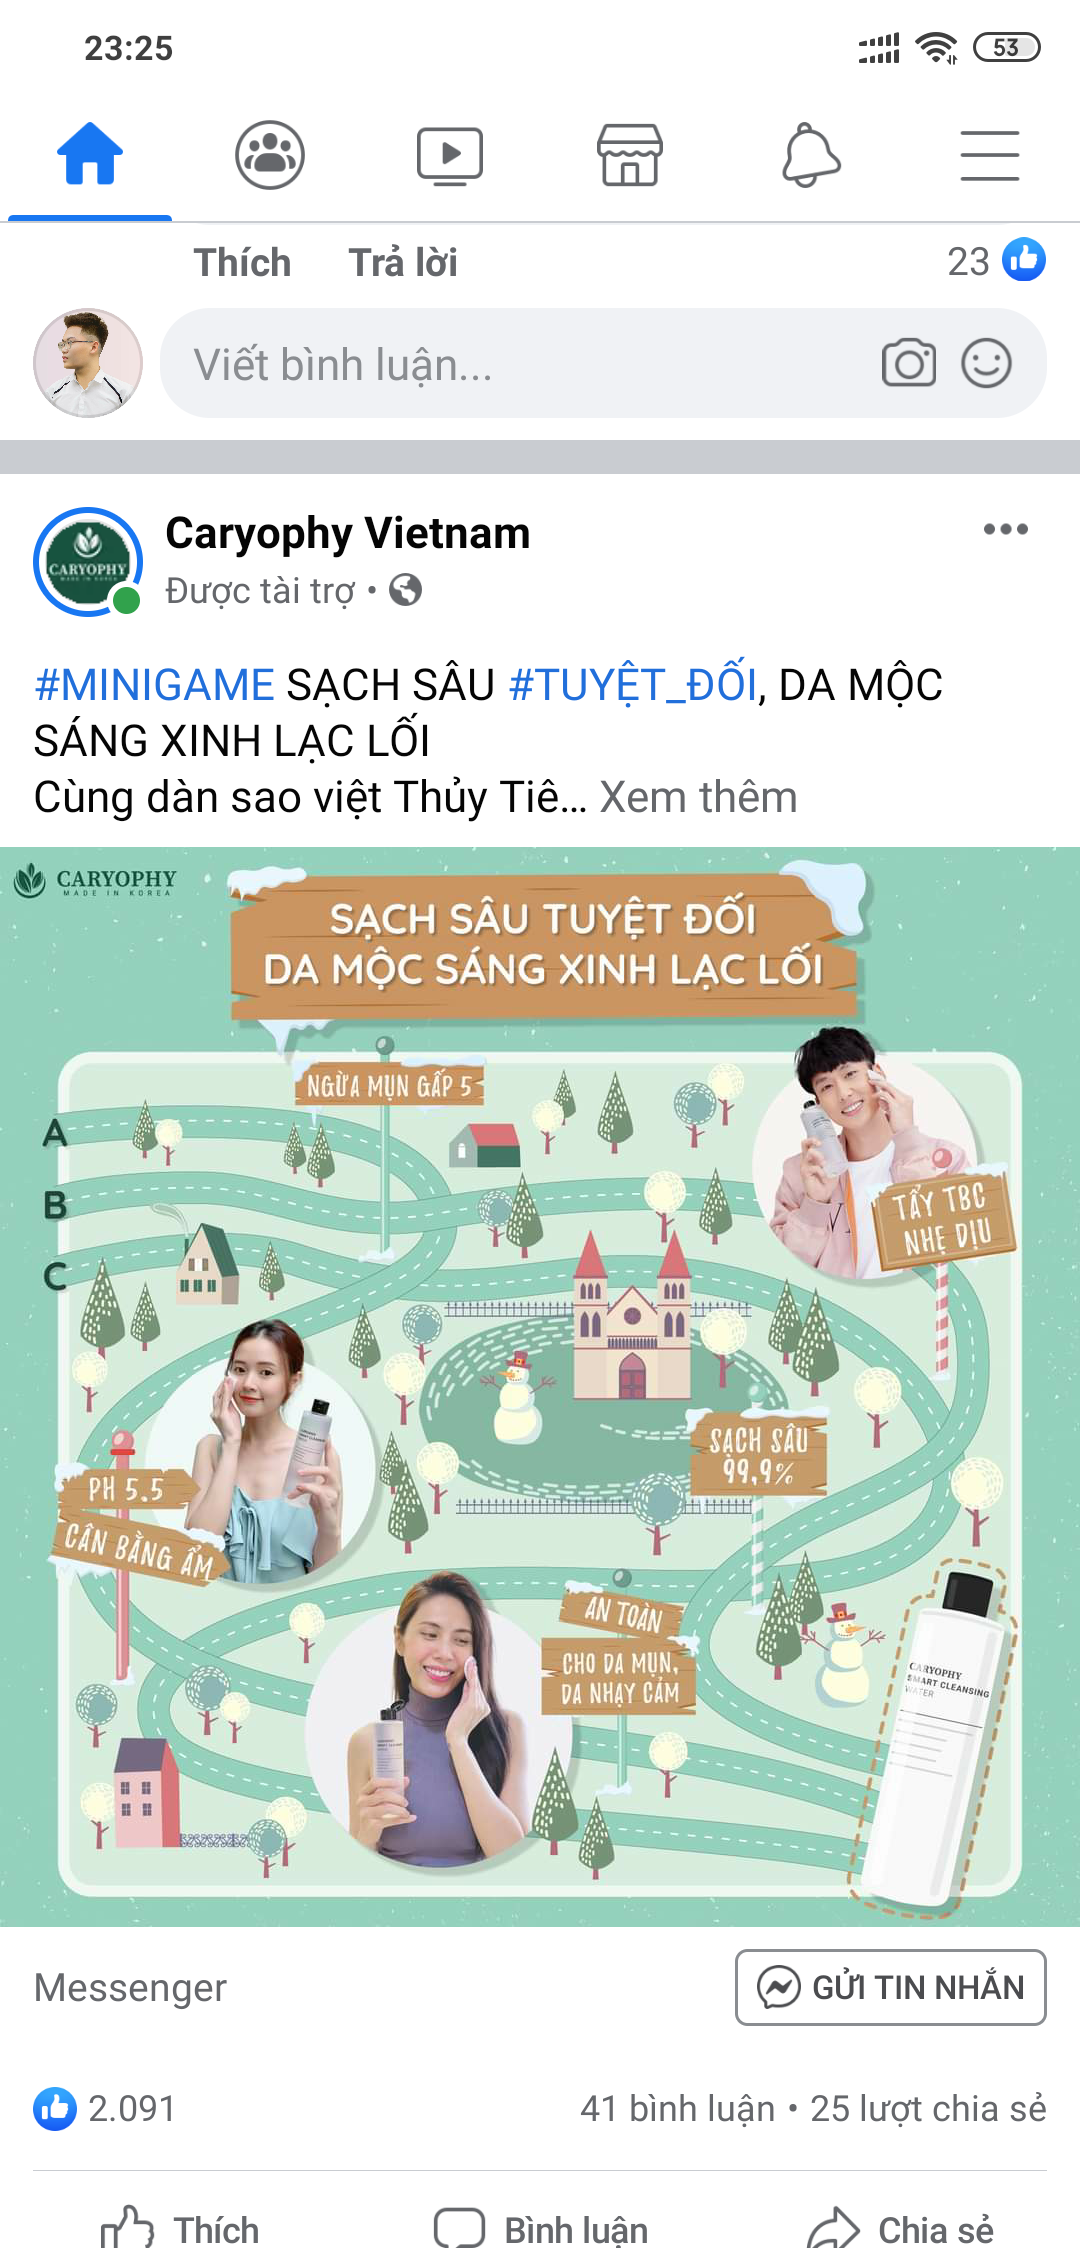 23:25
53
Thích Trả lời 23
Viết bình luận...
CARYOPHY
MADE IN KOREA
Caryophy Vietnam
Được tài trợ •
#MINIGAME SẠCH SÂU #TUYỆT_ĐỐI, DA MỘC
SÁNG XINH LẠC LỐI
Cùng dàn sao việt Thủy Tiê... Xem thêm
CARYOPHY
MADE IN KOREA
SẠCH SÂU TUYỆT ĐỐI
DA MỘC SÁNG XINH LẠC LỐI
NGỪA MỤN GẤP 5
A
B
C
TẨY TBC
NHẸ DỊU
SẠCH SÂU
99,9%
PH 5.5
CÂN BẰNG ẨM
AN TOÀN
CHO DA MỤN,
DA NHẠY CẢM
CARYOPHY
SMART CLEANSING
WATER
Messenger
GỬI TIN NHẮN
2.091
41 bình luận • 25 lượt chia sẻ
Thích Bình luận Chia sẻ